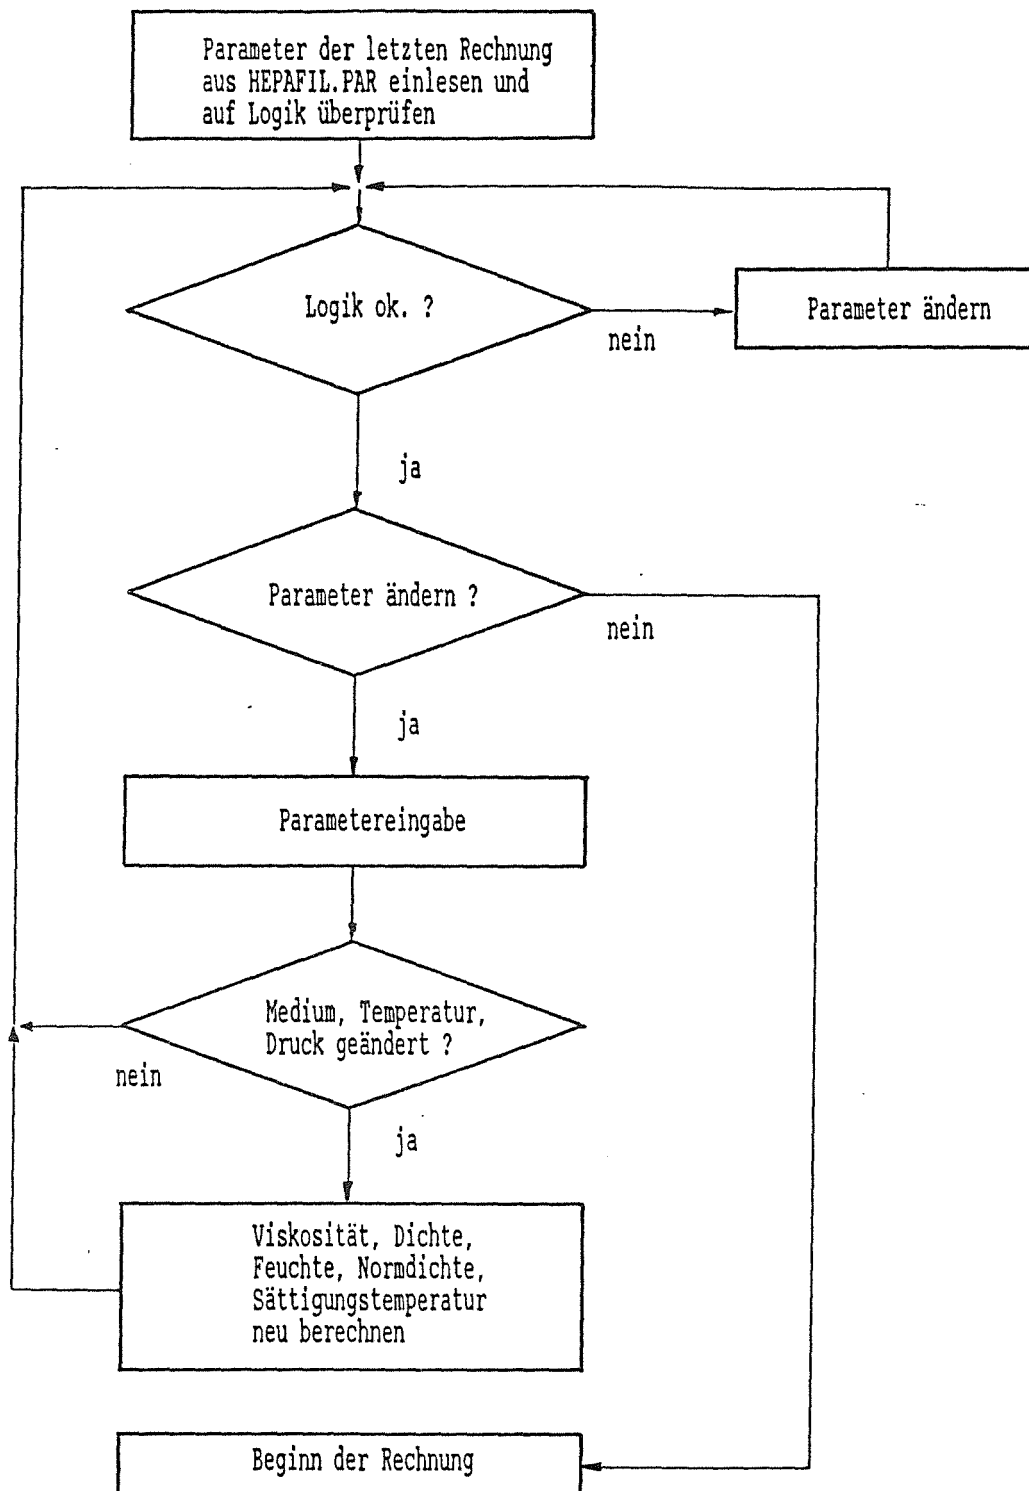 Parameter der letzten Rechnung
aus HEPAFIL.PAR einlesen und
auf Logik überprüfen
Logik ok. ?
nein
Parameter ändern
ja
Parameter ändern ?
nein
ja
Parametereingabe
Medium, Temperatur,
Druck geändert ?
nein
ja
Viskosität, Dichte,
Feuchte, Normdichte,
Sättigungstemperatur
neu berechnen
Beginn der Rechnung